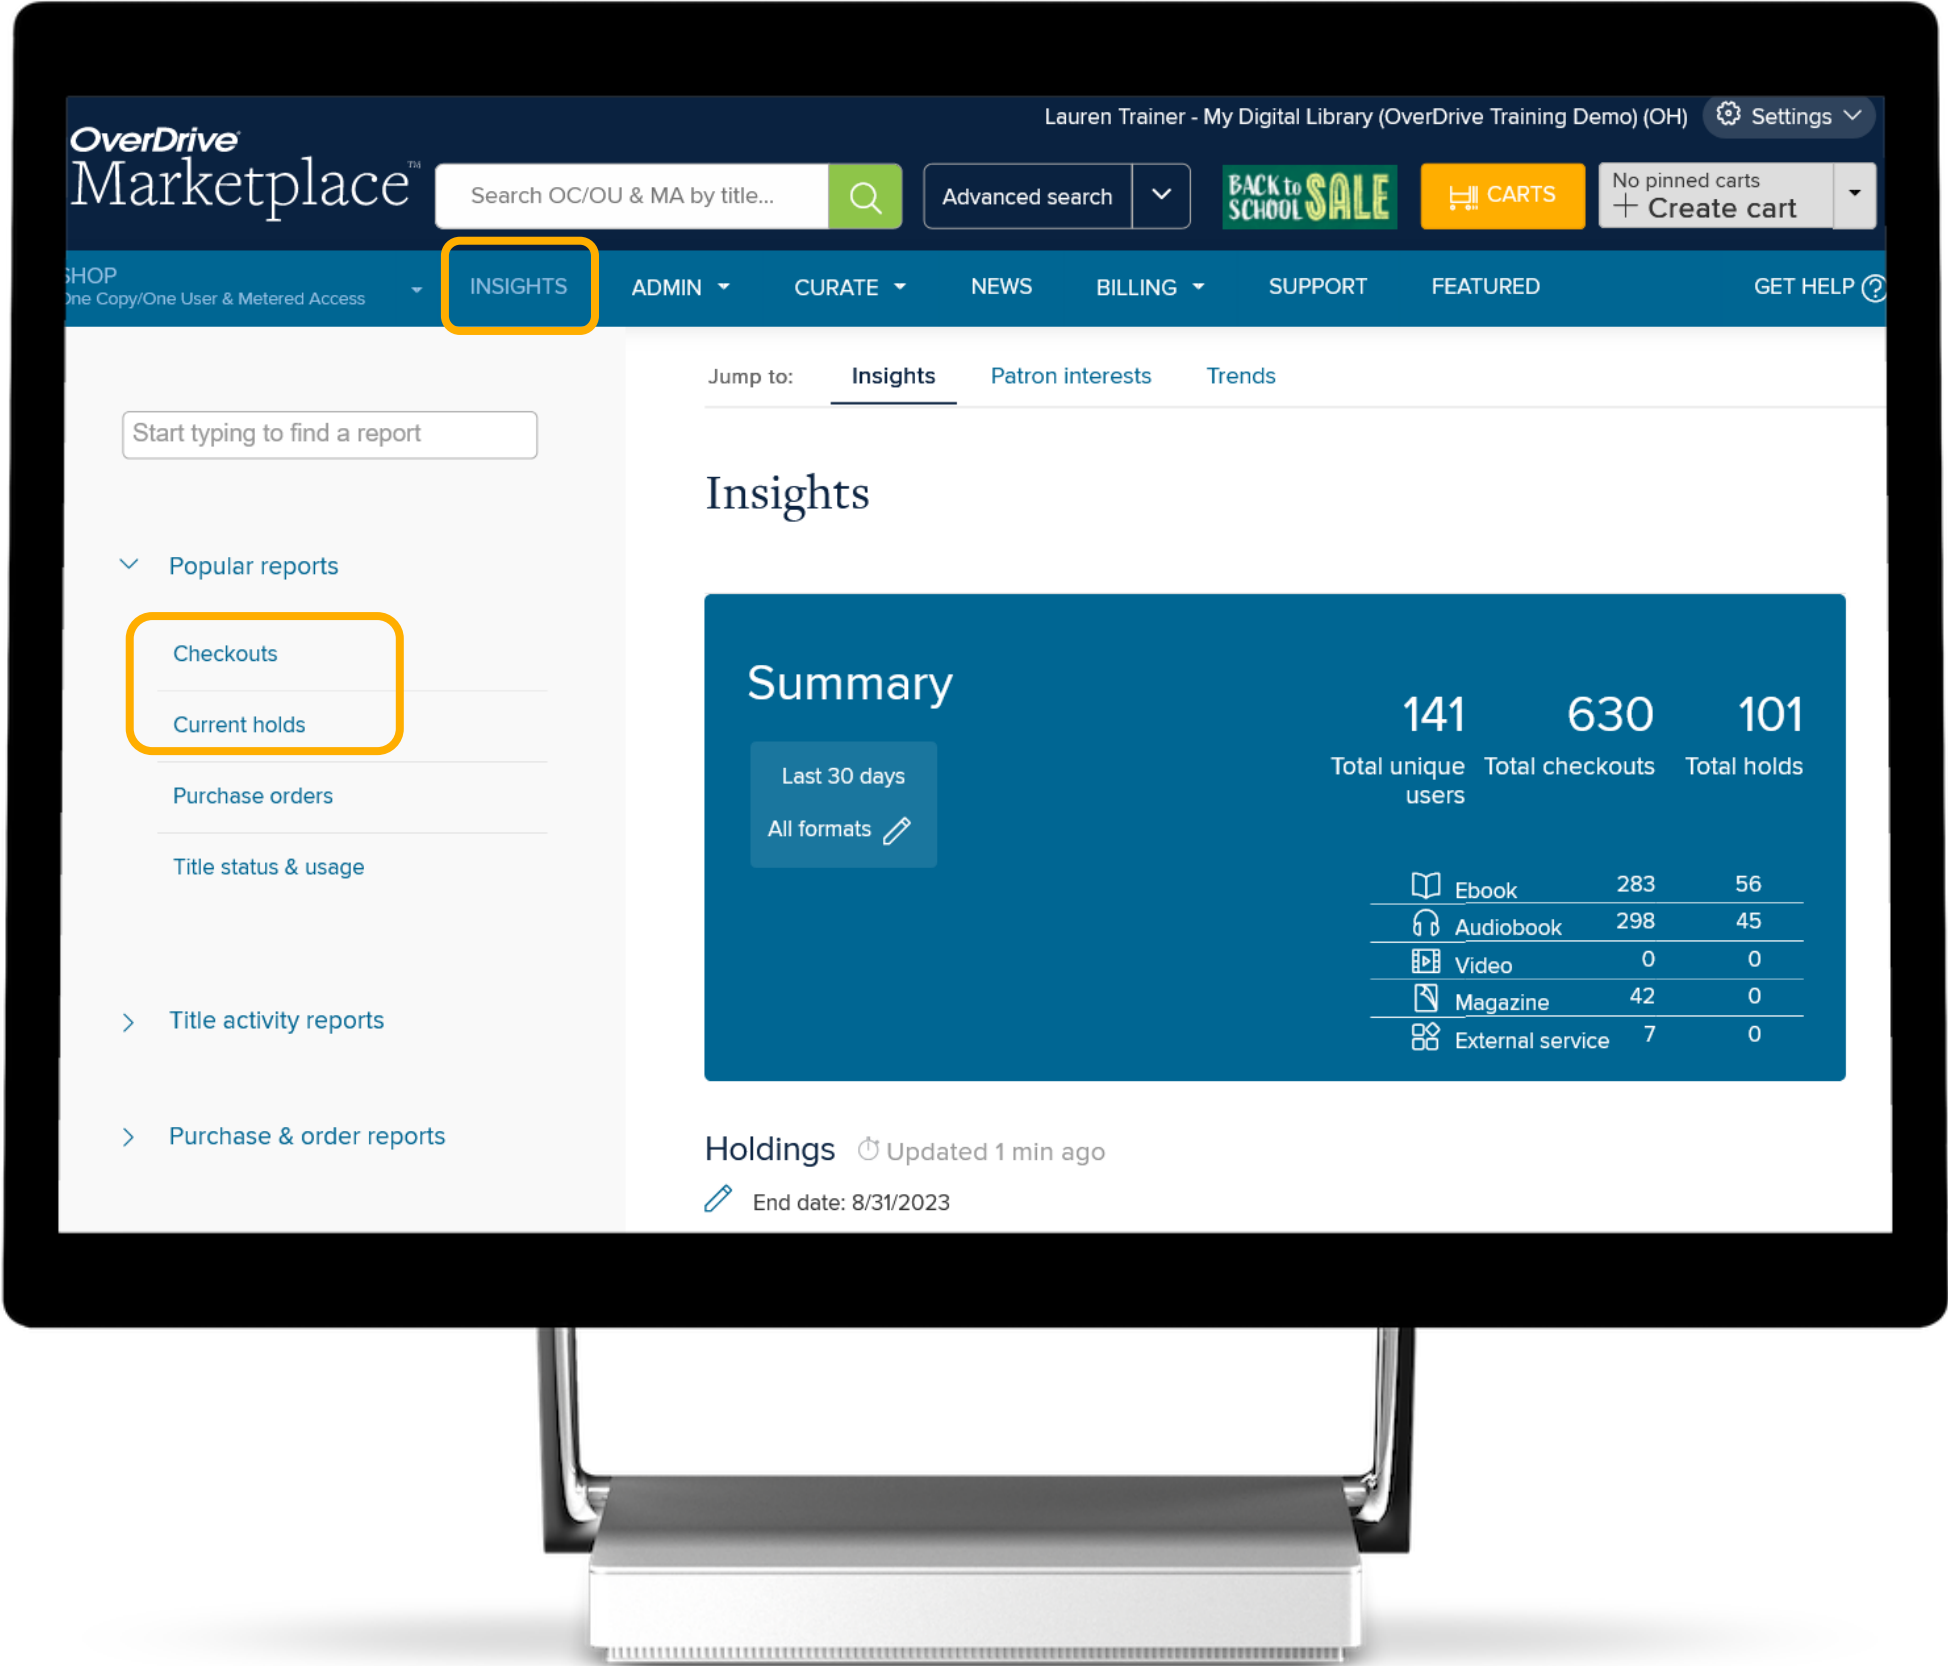 Lauren Trainer - My Digital Library (OverDrive Training Demo) (OH)
Settings
OverDrive
Marketplace™
Search OC/OU & MA by title...
Advanced search
BACK to
SCHOOL SALE
CARTS
No pinned carts
+ Create cart
SHOP
One Copy/One User & Metered Access
INSIGHTS
ADMIN
CURATE
NEWS
BILLING
SUPPORT
FEATURED
GET HELP ?
Start typing to find a report
Popular reports
Checkouts
Current holds
Purchase orders
Title status & usage
Title activity reports
Purchase & order reports
Jump to: Insights Patron interests Trends
Insights
Summary
Last 30 days
All formats
141 630 101
Total unique users Total checkouts Total holds
Ebook 283 56
Audiobook 298 45
Video 0 0
Magazine 42 0
External service 7 0
Holdings Updated 1 min ago
End date: 8/31/2023